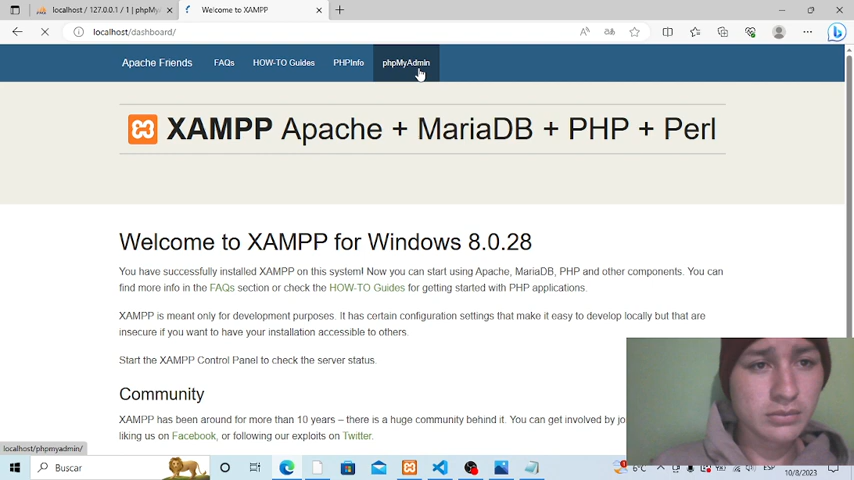 localhost / 127.0.0.1 / 1 | phpMy
Welcome to XAMPP
localhost/dashboard/
Apache Friends
FAQs
HOW-TO Guides
PHPInfo
phpMyAdmin
XAMPP Apache + MariaDB + PHP + Perl
Welcome to XAMPP for Windows 8.0.28
You have successfully installed XAMPP on this system! Now you can start using Apache, MariaDB, PHP and other components. You can
find more info in the FAQs section or check the HOW-TO Guides for getting started with PHP applications.
XAMPP is meant only for development purposes. It has certain configuration settings that make it easy to develop locally but that are
insecure if you want to have your installation accessible to others.
Start the XAMPP Control Panel to check the server status.
Community
XAMPP has been around for more than 10 years – there is a huge community behind it. You can get involved by jo
liking us on Facebook, or following our exploits on Twitter.
localhost/phpmyadmin/
Buscar
6°C
ESP
10/8/2023